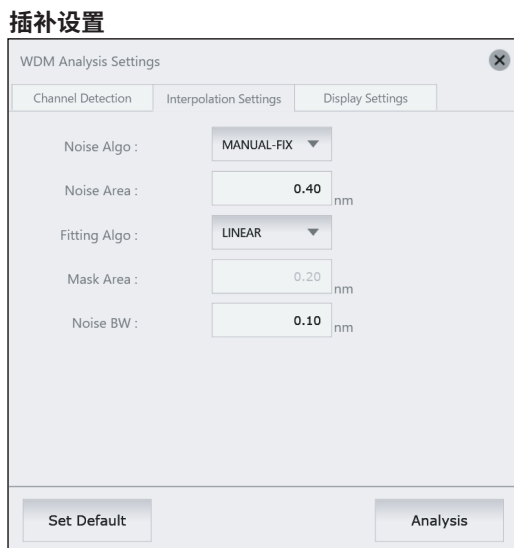 插补设置
WDM Analysis Settings
Channel Detection Interpolation Settings Display Settings
Noise Algo : MANUAL-FIX
Noise Area : 0.40 nm
Fitting Algo : LINEAR
Mask Area : 0.20 nm
Noise BW : 0.10 nm
Set Default Analysis